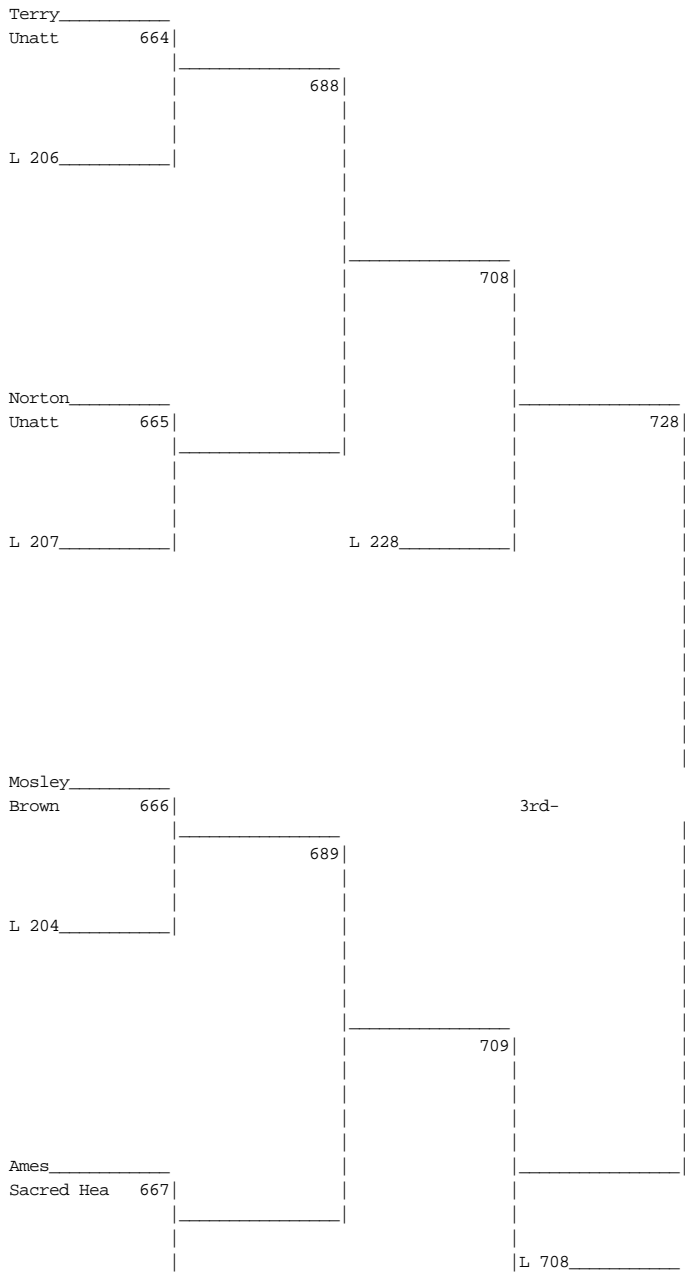 Terry
Unatt 664
688
L 206
708
Norton
Unatt 665 728
L 207 L 228
Mosley
Brown 666 3rd-
689
L 204
709
Ames
Sacred Hea 667
L 708